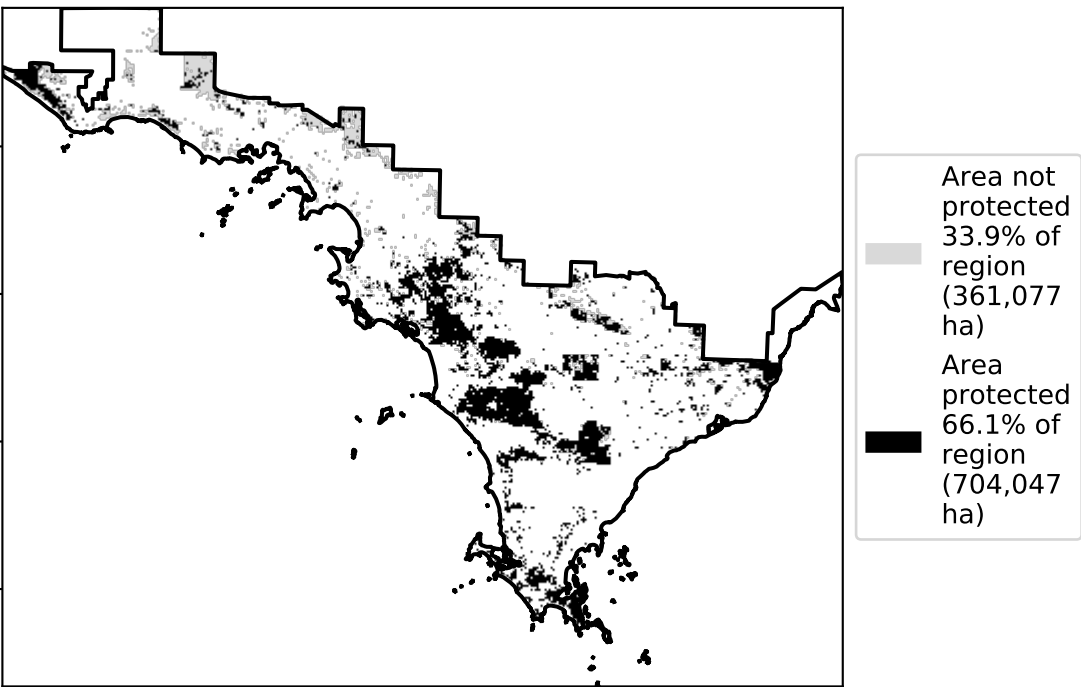 Area not
protected
33.9% of
region
(361,077
ha)
Area
protected
66.1% of
region
(704,047
ha)